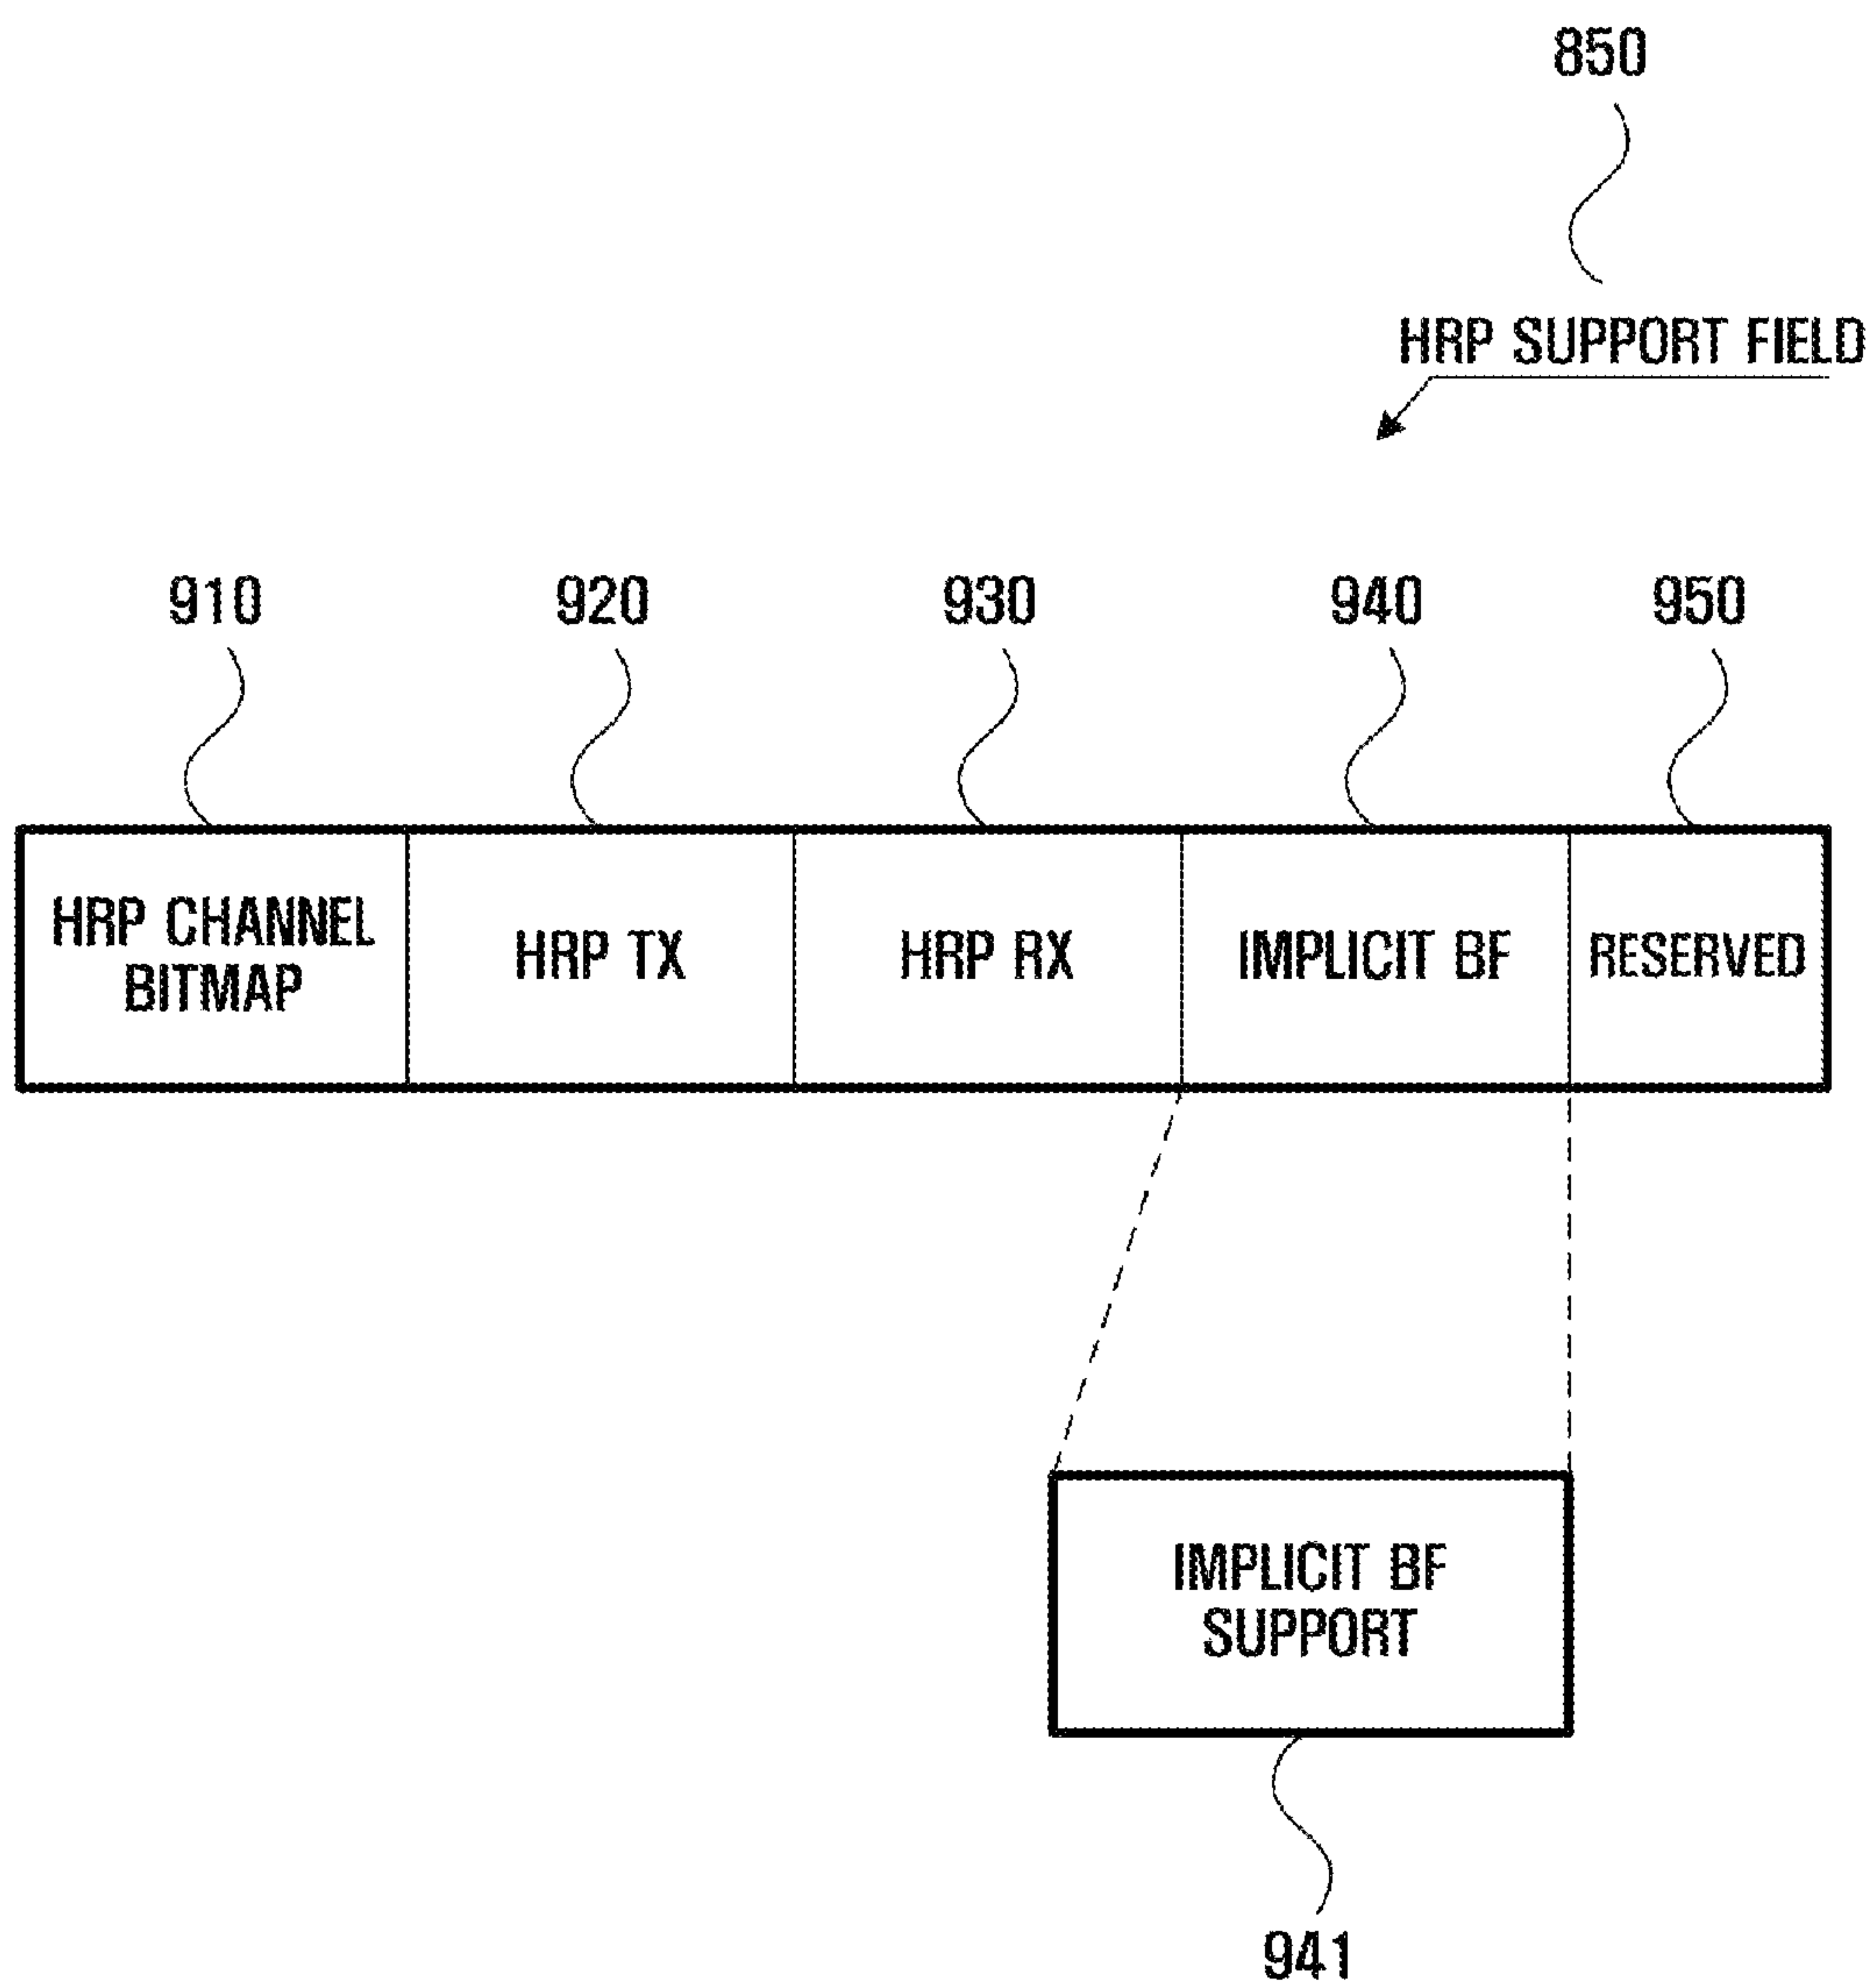 850
HRP SUPPORT FIELD
910
920
930
940
950
HRP CHANNEL
BITMAP
HRP TX
HRP RX
IMPLICIT BF
RESERVED
IMPLICIT BF
SUPPORT
941